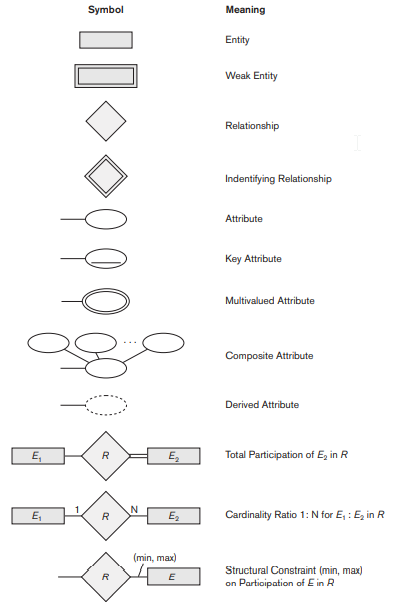 Symbol Meaning
Entity
Weak Entity
Relationship
Indentifying Relationship
Attribute
Key Attribute
Multivalued Attribute
. . .
Composite Attribute
Derived Attribute
E1 R E2 Total Participation of E2 in R
E1 1 R N E2 Cardinality Ratio 1: N for E1 : E2 in R
(min, max)
R E Structural Constraint (min, max)
on Participation of E in R